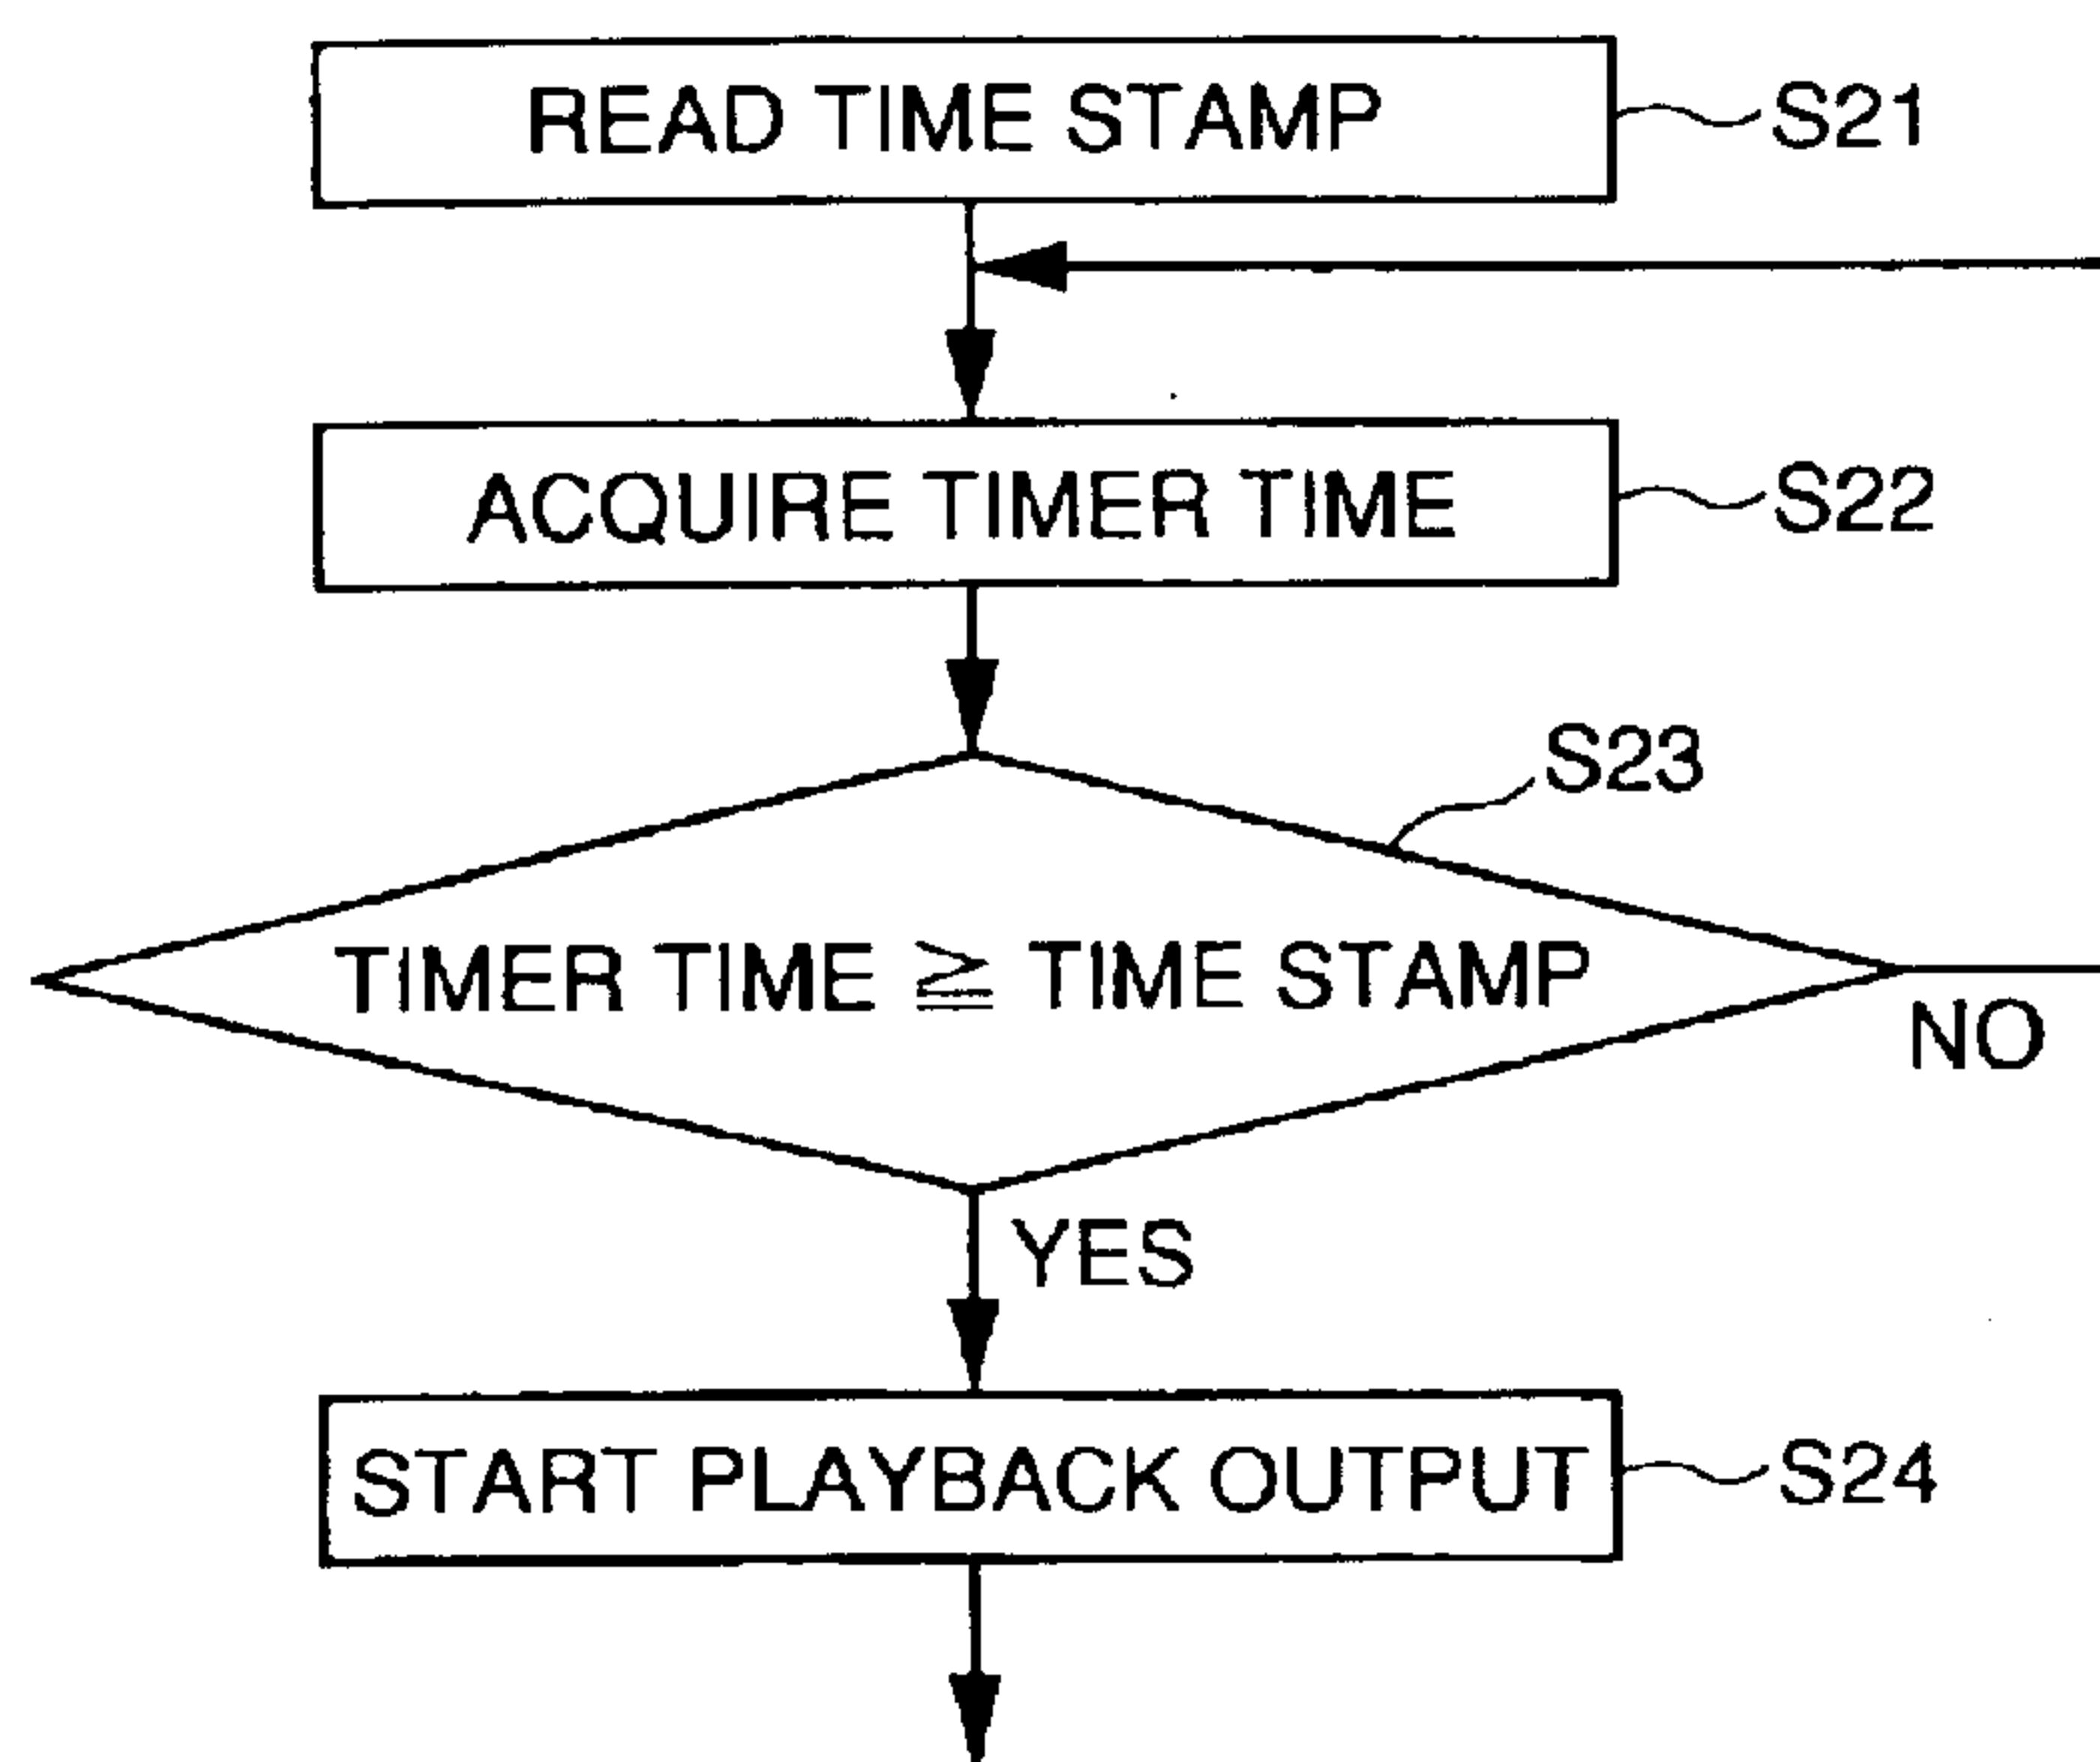 READ TIME STAMP S21
ACQUIRE TIMER TIME S22
S23
TIMER TIME ≧ TIME STAMP
NO
YES
START PLAYBACK OUTPUT S24